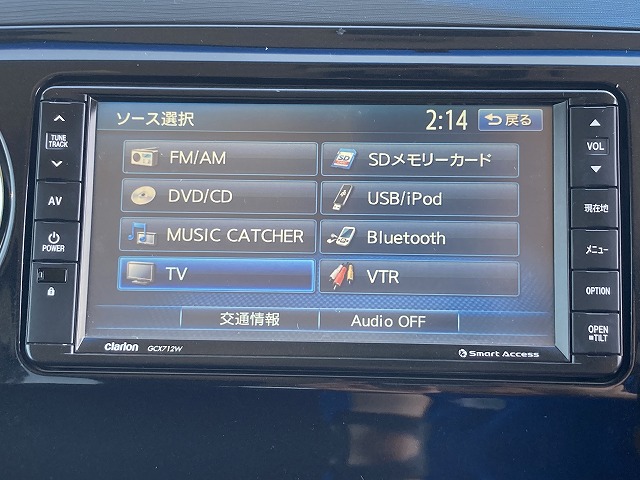 ソース選択
2:14
戻る
FM/AM
SDメモリーカード
DVD/CD
USB/iPod
MUSIC CATCHER
Bluetooth
TV
VTR
交通情報
Audio OFF
TUNE
TRACK
AV
POWER
VOL
現在地
メニュー
OPTION
OPEN
TILT
SD
Clarion
GCX712W
Smart Access